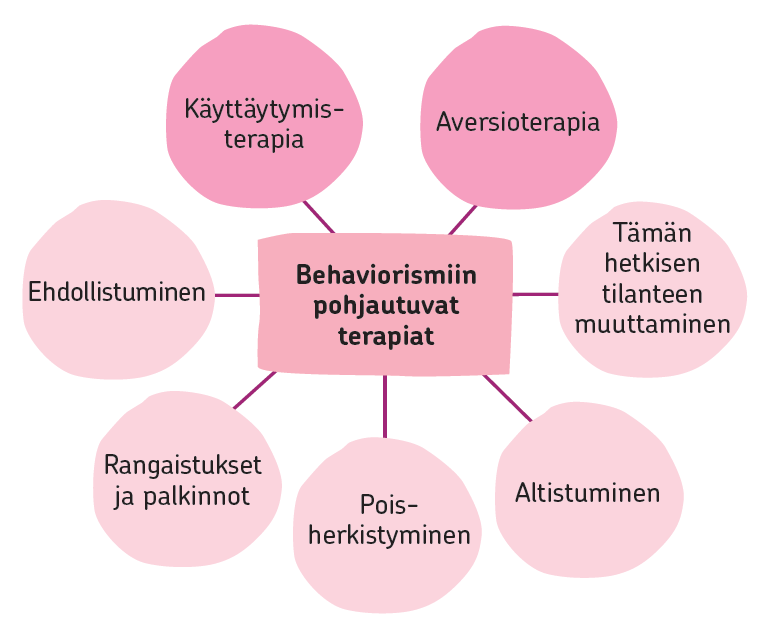 Käyttäytymis-
terapia
Aversioterapia
Ehdollistuminen
Behaviorismiin
pohjautuvat
terapiat
Tämän
hetkisen
tilanteen
muuttaminen
Rangaistukset
ja palkinnot
Pois-
herkistyminen
Altistuminen